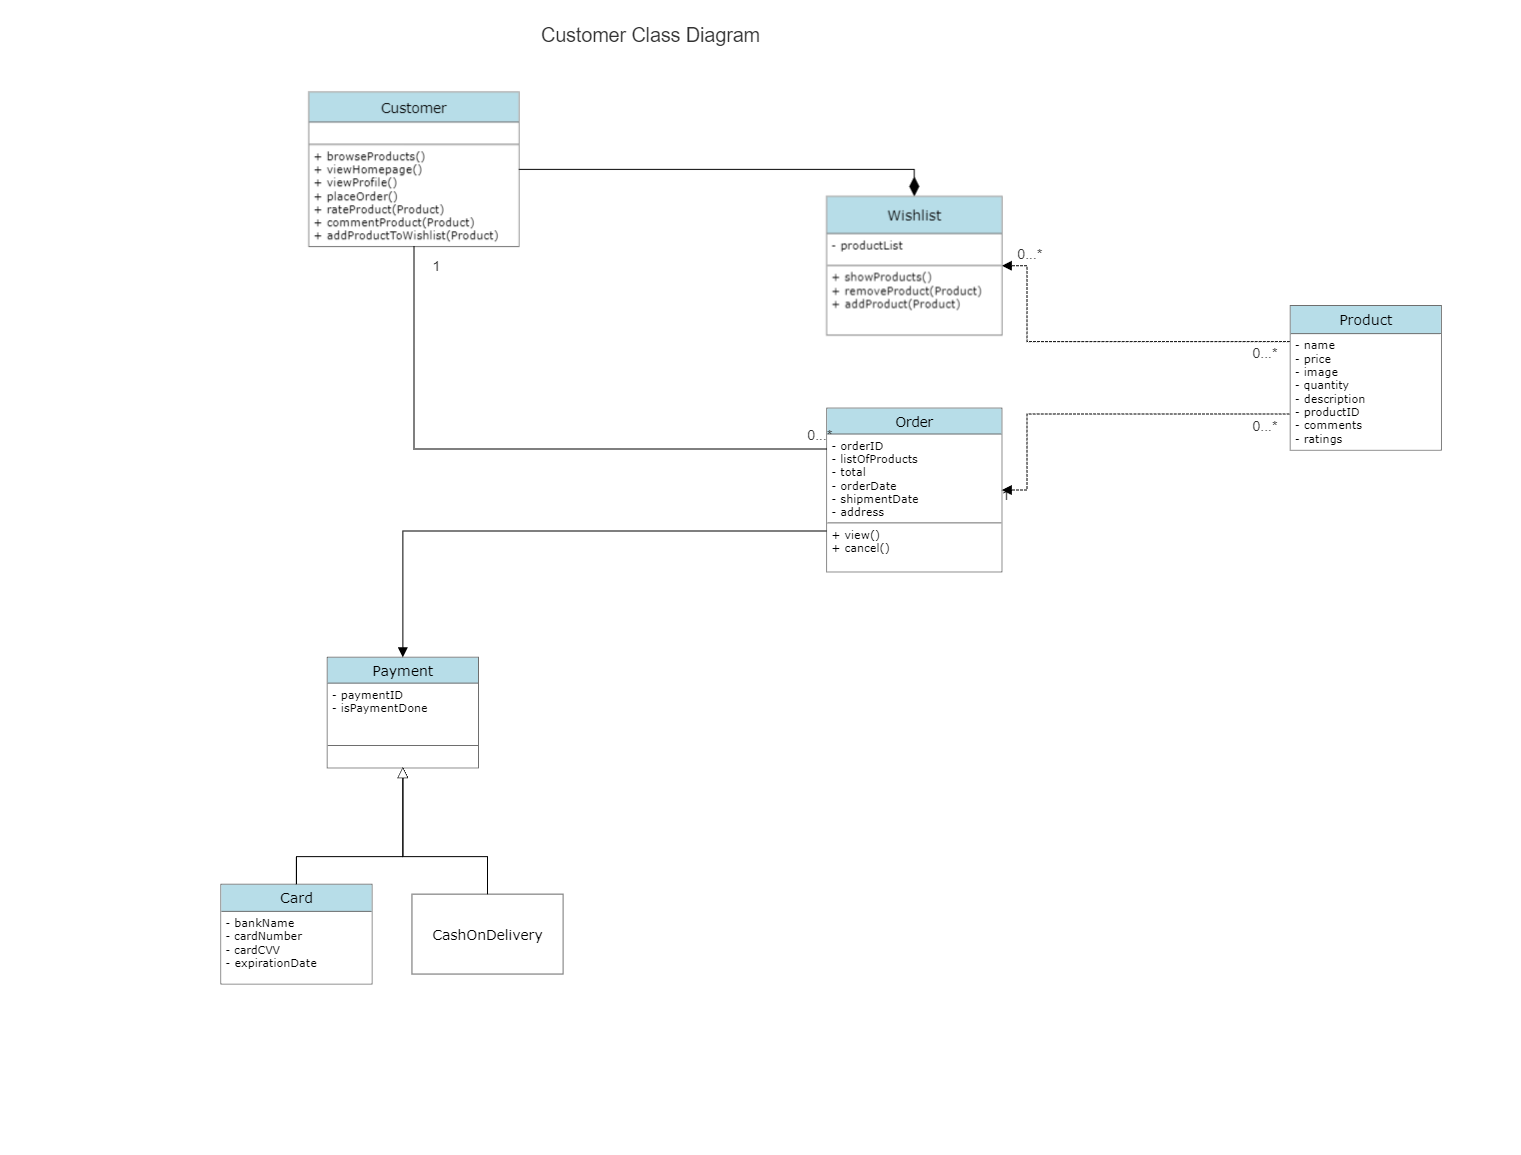 Customer Class Diagram
Customer
+ browseProducts()
+ viewHomepage()
+ viewProfile()
+ placeOrder()
+ rateProduct(Product)
+ commentProduct(Product)
+ addProductToWishlist(Product)
1
Wishlist
- productList
+ showProducts()
+ removeProduct(Product)
+ addProduct(Product)
0...*
0...*
Product
- name
- price
- image
- quantity
- description
- productID
- comments
- ratings
0...*
Order
0...*
- orderID
- listOfProducts
- total
- orderDate
- shipmentDate
- address
1
+ view()
+ cancel()
Payment
- paymentID
- isPaymentDone
Card
- bankName
- cardNumber
- cardCVV
- expirationDate
CashOnDelivery